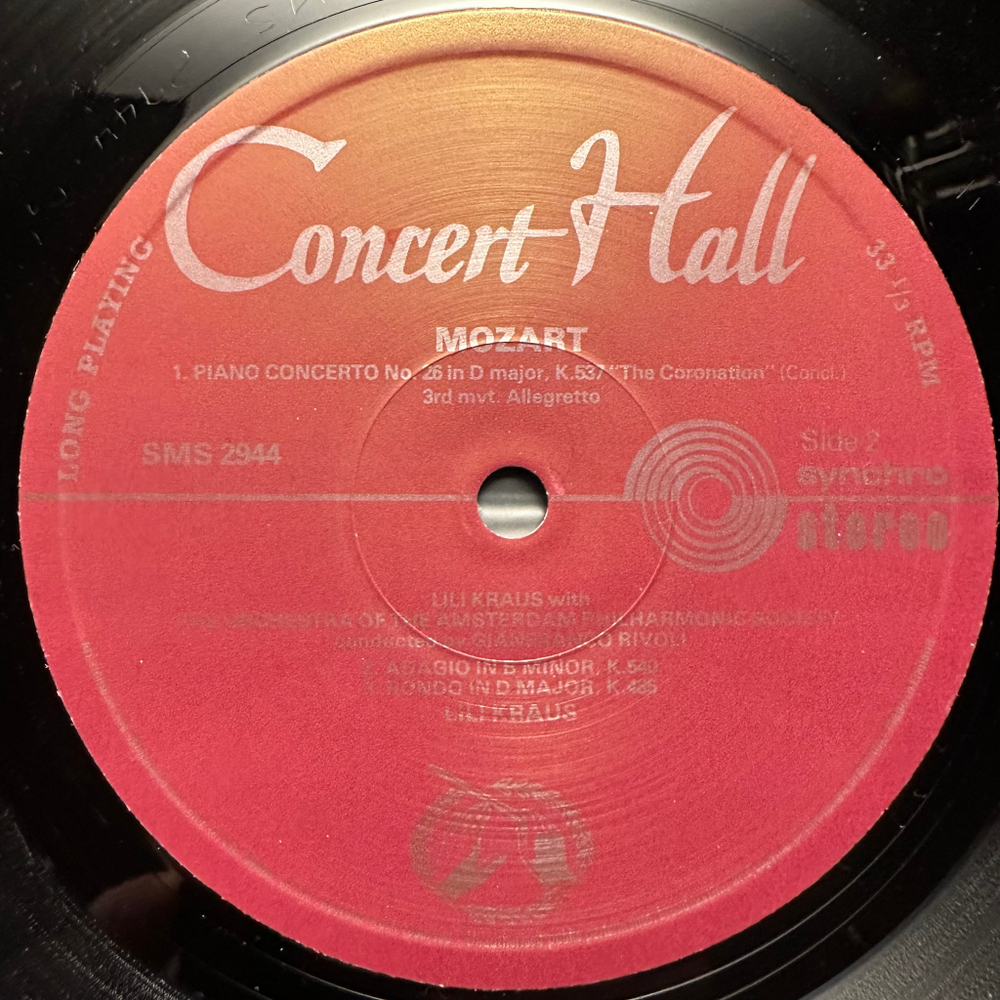 Concert Hall
LONG PLAYING
33 1/3 RPM
MOZART
1. PIANO CONCERTO No. 26 in D major, K.537 "The Coronation" (Concl.)
3rd mvt. Allegretto
SMS 2944
Side 2
synchro
stereo
LILI KRAUS with
THE ORCHESTRA OF THE AMSTERDAM PHILHARMONIC SOCIETY
conducted by GIANFRANCO RIVOLI
2. ADAGIO IN B MINOR, K.540
3. RONDO IN D MAJOR, K.485
LILI KRAUS